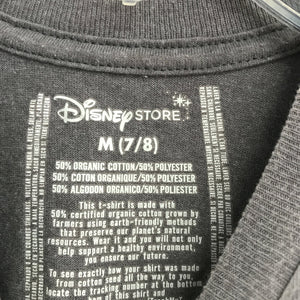 Disney STORE
M (7/8)
50% ORGANIC COTTON/50% POLYESTER
50% COTON ORGANIQUE/50% POLYESTER
50% ALGODON ORGANICO/50% POLIESTER
This t-shirt is made with
50% certified organic cotton grown by
farmers using earth-friendly methods
that preserve our planet's natural
resources. Wear it and you will not only
help support a healthy environment,
you ensure our future.
To see exactly how your shirt was made
from cotton seed all the way to you,
locate the tracking number at the bottom
of this shirt and